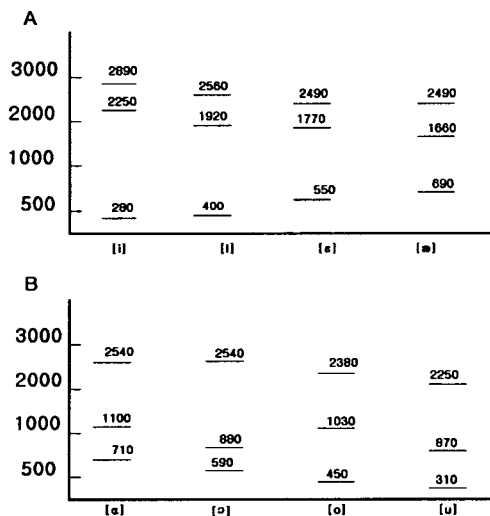 A
3000 2890 2560 2490 2490
2250
2000 1920 1770 1660
1000
500 280 400 550 690
[i] [ɪ] [ɛ] [æ]
B
3000 2540 2540 2380 2250
2000
1000 1100 880 1030 870
710 590
500 450 310
[ɑ] [ɔ] [o] [u]